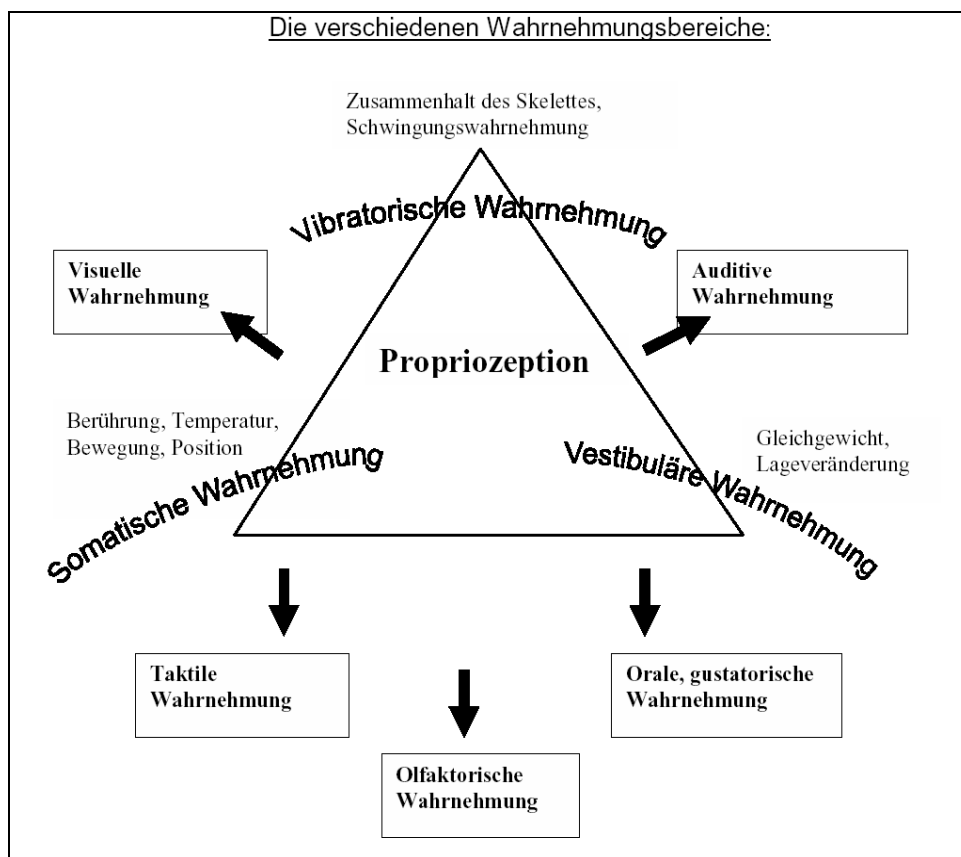 Die verschiedenen Wahrnehmungsbereiche:
Zusammenhalt des Skelettes,
Schwingungswahrnehmung
Vibratorische Wahrnehmung
Visuelle
Wahrnehmung
Auditive
Wahrnehmung
Propriozeption
Berührung, Temperatur,
Bewegung, Position
Somatische Wahrnehmung
Gleichgewicht,
Lageveränderung
Vestibuläre Wahrnehmung
Taktile
Wahrnehmung
Orale, gustatorische
Wahrnehmung
Olfaktorische
Wahrnehmung